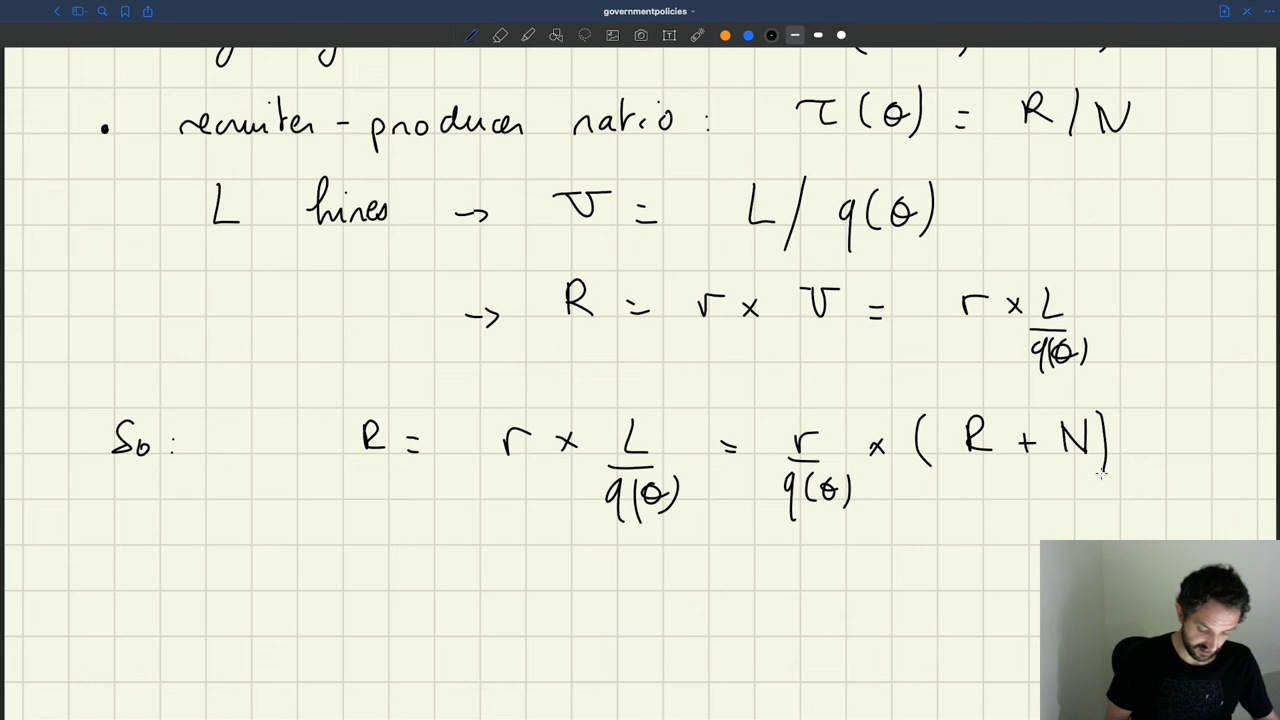 governmentpolicies
• recruiter - producer ratio : τ(θ) = R/N
L hires → V = L/q(θ)
→ R = r × V = r × L/q(θ)
So : R = r × L/q(θ) = r/q(θ) × (R + N)